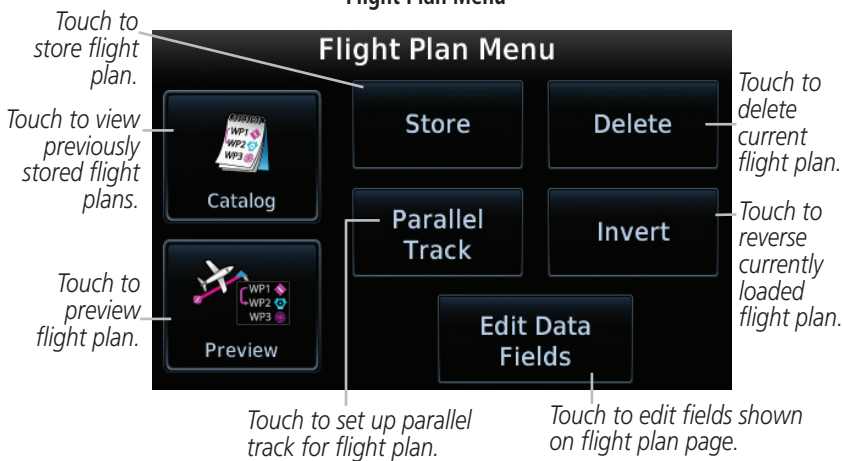 Flight Plan Menu
Touch to
store flight
plan.
Flight Plan Menu
Touch to view
previously
stored flight
plans.
WP1
WP2
WP3
Catalog
Store
Delete
Touch to
delete
current
flight plan.
Parallel
Track
Invert
Touch to
reverse
currently
loaded
flight plan.
Touch to
preview
flight plan.
WP1
WP2
WP3
Preview
Edit Data
Fields
Touch to set up parallel
track for flight plan.
Touch to edit fields shown
on flight plan page.